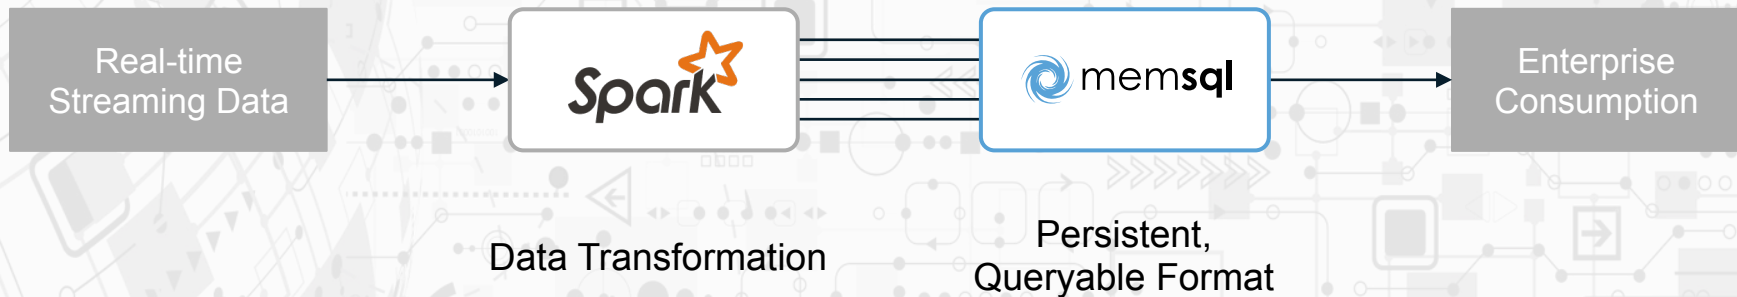 Real-time
Streaming Data
Spark
memsql
Enterprise
Consumption
Data Transformation
Persistent,
Queryable Format